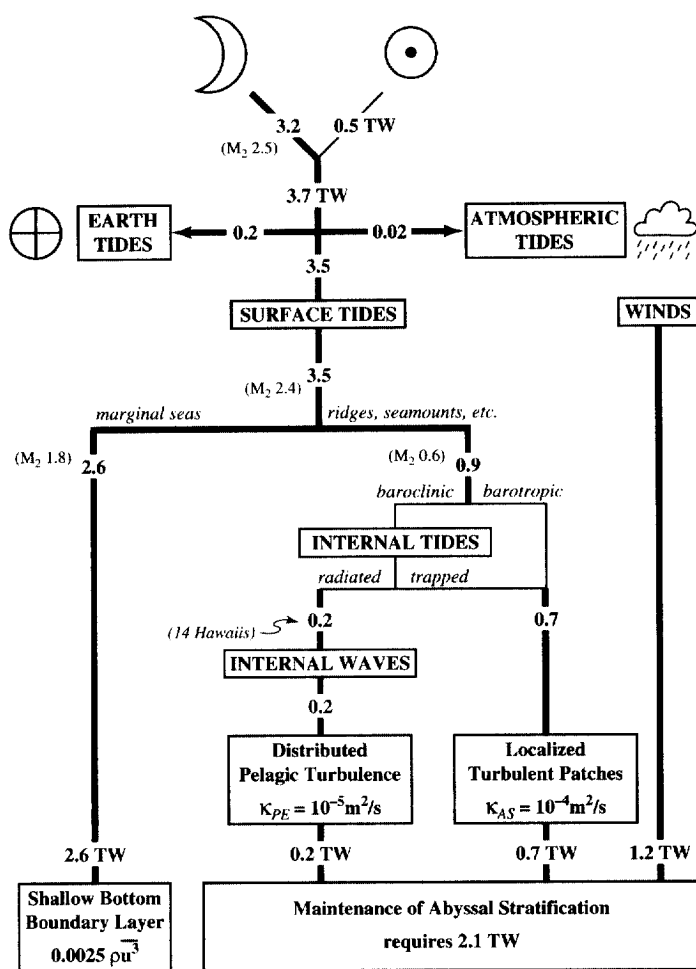 3.2
0.5 TW
(M₂ 2.5)
3.7 TW
EARTH
TIDES
0.2
0.02
ATMOSPHERIC
TIDES
3.5
SURFACE TIDES
WINDS
3.5
(M₂ 2.4)
marginal seas
ridges, seamounts, etc.
(M₂ 1.8)
2.6
(M₂ 0.6)
0.9
baroclinic
barotropic
INTERNAL TIDES
radiated
trapped
(14 Hawaiis)
0.2
0.7
INTERNAL WAVES
0.2
Distributed
Pelagic Turbulence
κ_PE = 10⁻⁵m²/s
Localized
Turbulent Patches
κ_AS = 10⁻⁴m²/s
2.6 TW
0.2 TW
0.7 TW
1.2 TW
Shallow Bottom
Boundary Layer
0.0025 ρu̅³
Maintenance of Abyssal Stratification
requires 2.1 TW